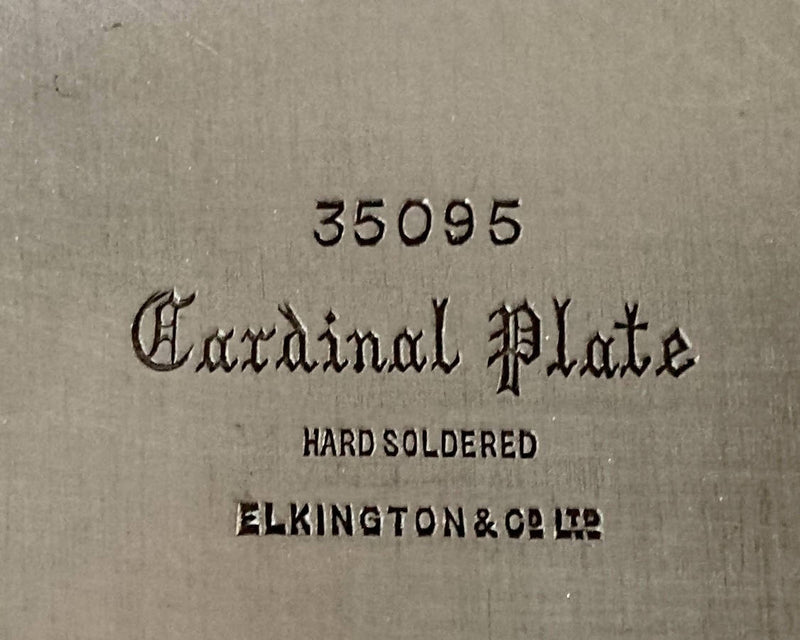 35095
Cardinal Plate
HARD SOLDERED
ELKINGTON & Cº LTD